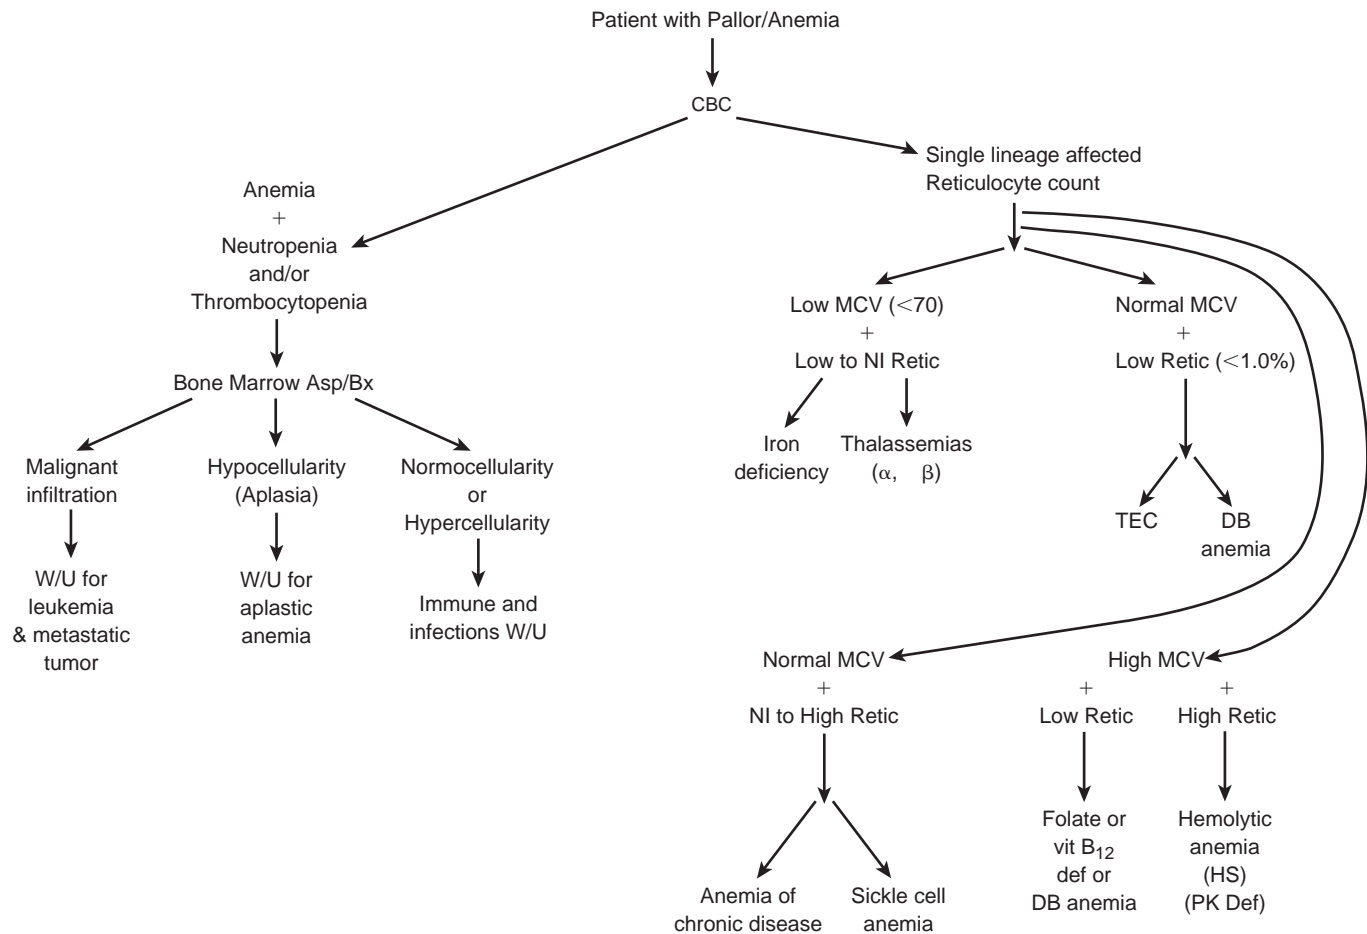 Patient with Pallor/Anemia
CBC
Single lineage affected
Reticulocyte count
Anemia
+
Neutropenia
and/or
Thrombocytopenia
Bone Marrow Asp/Bx
Malignant
infiltration
W/U for
leukemia
& metastatic
tumor
Hypocellularity
(Aplasia)
W/U for
aplastic
anemia
Normocellularity
or
Hypercellularity
Immune and
infections W/U
Low MCV (<70)
+
Low to NI Retic
Iron
deficiency
Thalassemias
(α, β)
Normal MCV
+
Low Retic (<1.0%)
TEC
DB
anemia
Normal MCV
+
NI to High Retic
Anemia of
chronic disease
Sickle cell
anemia
High MCV
+
Low Retic
Folate or
vit B12
def or
DB anemia
+
High Retic
Hemolytic
anemia
(HS)
(PK Def)